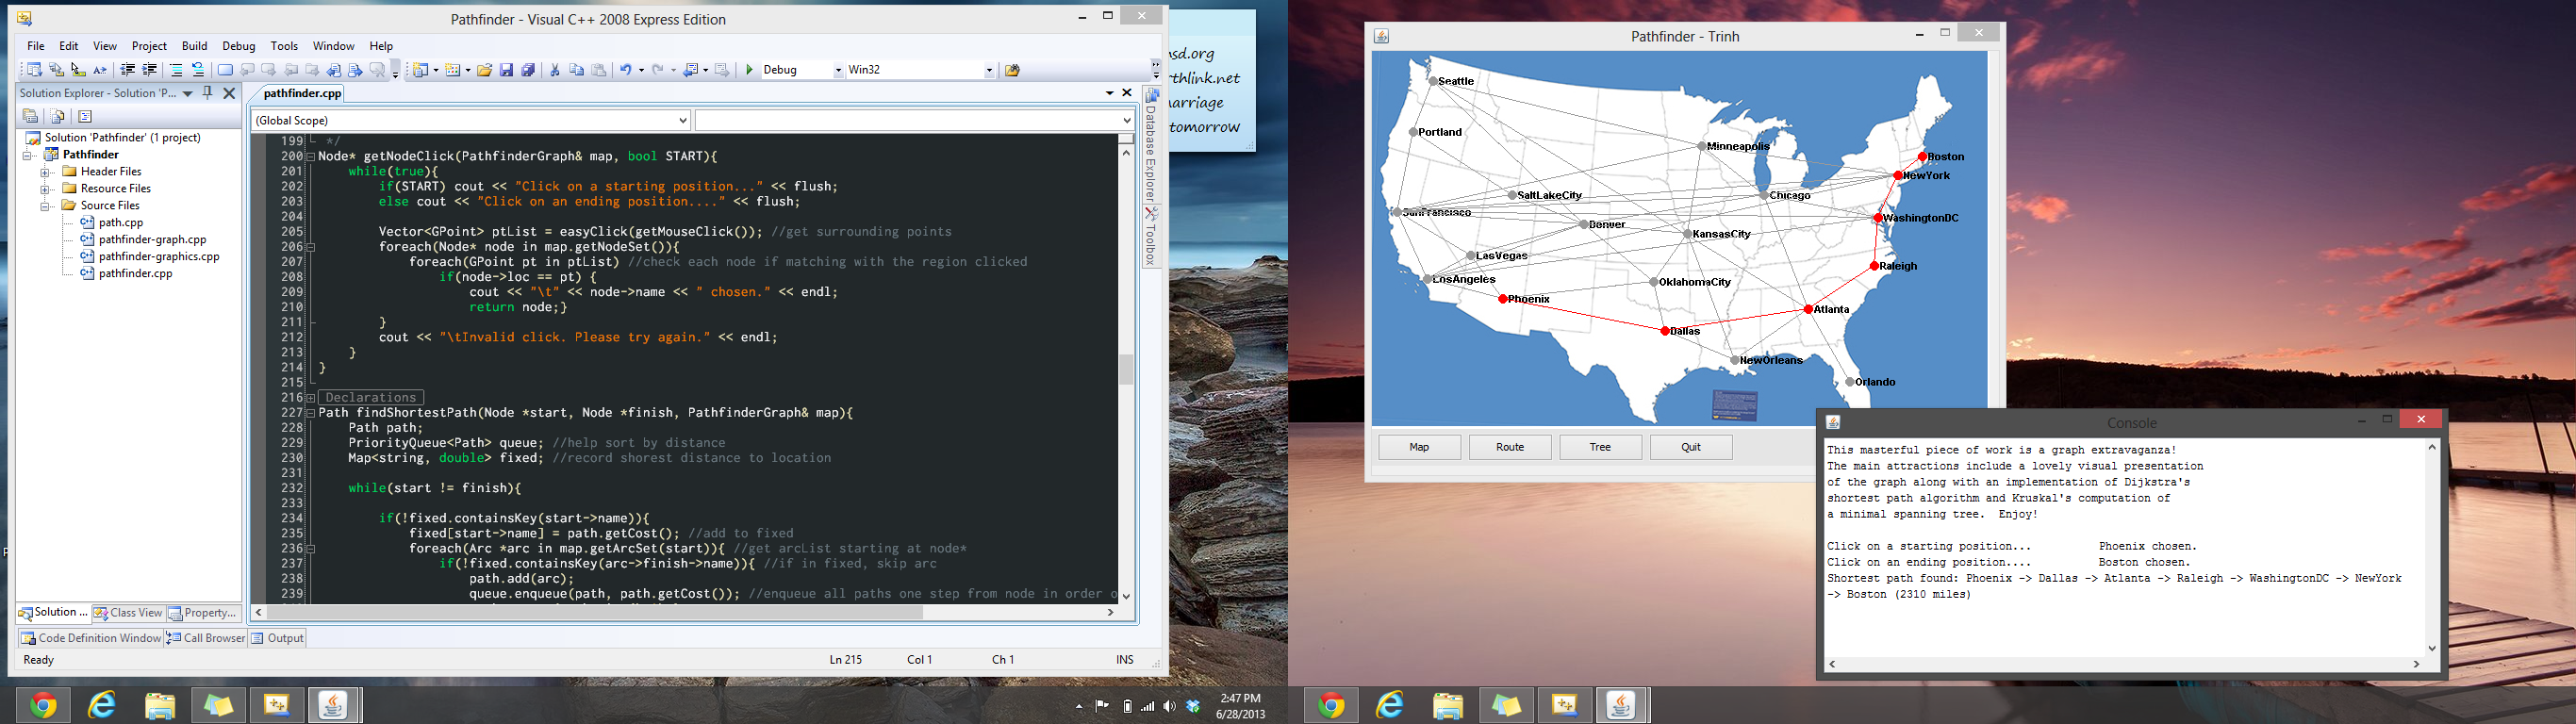 Pathfinder - Visual C++ 2008 Express Edition
File Edit View Project Build Debug Tools Window Help
Debug Win32
Solution Explorer - Solution 'P...
pathfinder.cpp
(Global Scope)
Solution 'Pathfinder' (1 project)
Pathfinder
Header Files
Resource Files
Source Files
path.cpp
pathfinder-graph.cpp
pathfinder-graphics.cpp
pathfinder.cpp
199 */
200 Node* getNodeClick(PathfinderGraph& map, bool START){
201 while(true){
202 if(START) cout << "Click on a starting position..." << flush;
203 else cout << "Click on an ending position...." << flush;
204
205 Vector<GPoint> ptList = easyClick(getMouseClick()); //get surrounding points
206 foreach(Node* node in map.getNodeSet()){
207 foreach(GPoint pt in ptList) //check each node if matching with the region clicked
208 if(node->loc == pt) {
209 cout << "\t" << node->name << " chosen." << endl;
210 return node;}
211 }
212 cout << "\tInvalid click. Please try again." << endl;
213 }
214 }
215
216 Declarations
227 Path findShortestPath(Node *start, Node *finish, PathfinderGraph& map){
228 Path path;
229 PriorityQueue<Path> queue; //help sort by distance
230 Map<string, double> fixed; //record shorest distance to location
231
232 while(start != finish){
233
234 if(!fixed.containsKey(start->name)){
235 fixed[start->name] = path.getCost(); //add to fixed
236 foreach(Arc *arc in map.getArcSet(start)){ //get arcList starting at node*
237 if(!fixed.containsKey(arc->finish->name)){ //if in fixed, skip arc
238 path.add(arc);
239 queue.enqueue(path, path.getCost()); //enqueue all paths one step from node in order o
Database Explorer
Toolbox
Solution ... Class View Property...
Code Definition Window Call Browser Output
Ready Ln 215 Col 1 Ch 1 INS
sd.org
rthlink.net
arriage
tomorrow
2:47 PM
6/28/2013
Pathfinder - Trinh
Seattle
Portland
Minneapolis
Boston
NewYork
SaltLakeCity
Chicago
SanFrancisco
WashingtonDC
Denver
KansasCity
LasVegas
Raleigh
LosAngeles
OklahomaCity
Phoenix
Atlanta
Dallas
NewOrleans
Orlando
Map Route Tree Quit
Console
This masterful piece of work is a graph extravaganza!
The main attractions include a lovely visual presentation
of the graph along with an implementation of Dijkstra's
shortest path algorithm and Kruskal's computation of
a minimal spanning tree. Enjoy!
Click on a starting position... Phoenix chosen.
Click on an ending position.... Boston chosen.
Shortest path found: Phoenix -> Dallas -> Atlanta -> Raleigh -> WashingtonDC -> NewYork
-> Boston (2310 miles)